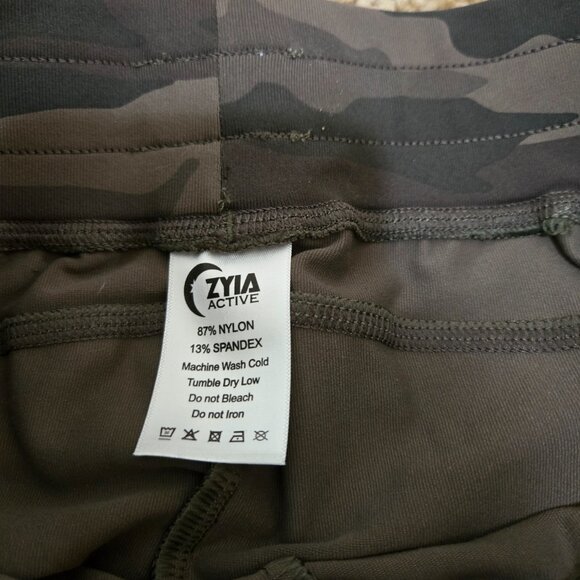 ZYIA
ACTIVE
87% NYLON
13% SPANDEX
Machine Wash Cold
Tumble Dry Low
Do not Bleach
Do not Iron